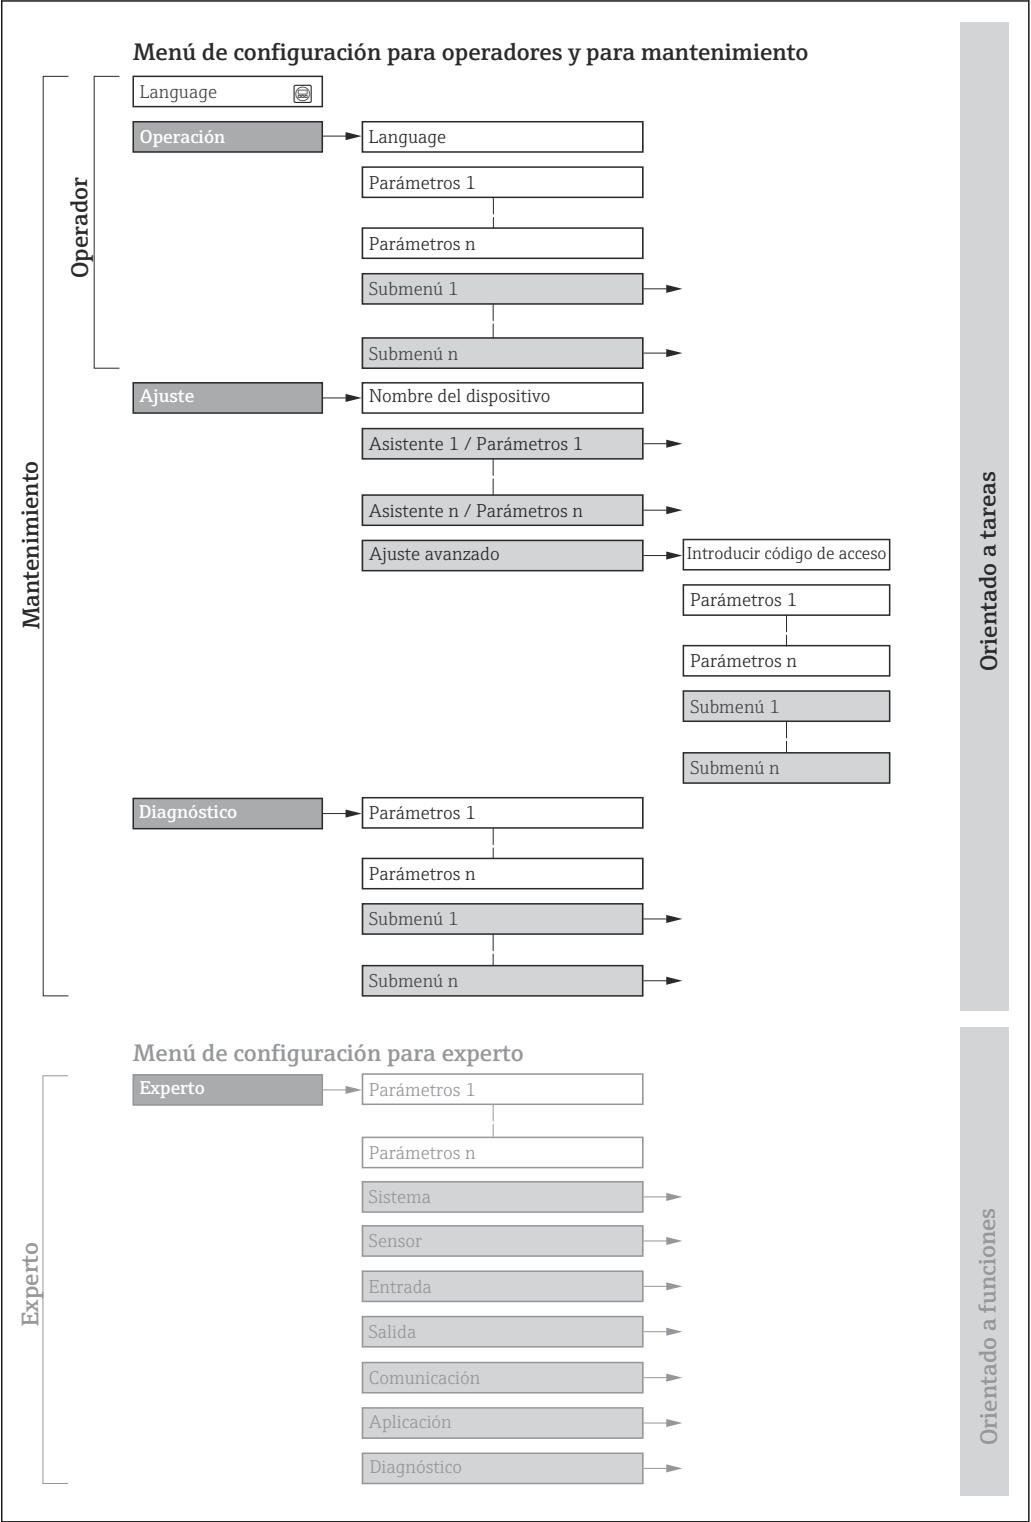 Menú de configuración para operadores y para mantenimiento
Language
Operación
Language
Parámetros 1
Parámetros n
Submenú 1
Submenú n
Operador
Ajuste
Nombre del dispositivo
Asistente 1 / Parámetros 1
Asistente n / Parámetros n
Ajuste avanzado
Introducir código de acceso
Parámetros 1
Parámetros n
Submenú 1
Submenú n
Mantenimiento
Orientado a tareas
Diagnóstico
Parámetros 1
Parámetros n
Submenú 1
Submenú n
Menú de configuración para experto
Experto
Parámetros 1
Parámetros n
Sistema
Sensor
Entrada
Salida
Comunicación
Aplicación
Diagnóstico
Experto
Orientado a funciones